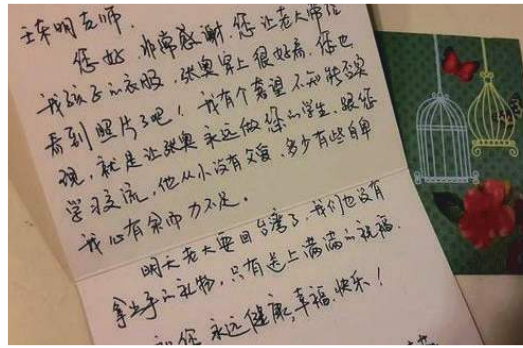 荣明老师.
您好,非常感谢,您让老大带给
我孩子的衣服,张奥穿上很好看,您也
看到照片了吧!我有个奢望不知能否实
现,就是让张奥永远做您的学生,跟您
学习交流,他从小没有父爱,多少有些自卑
我心有余而力不足。
明天老大要回台湾了,我们也没有
拿出手的礼物,只有送上满满的祝福.
祝您永远健康,幸福,快乐!